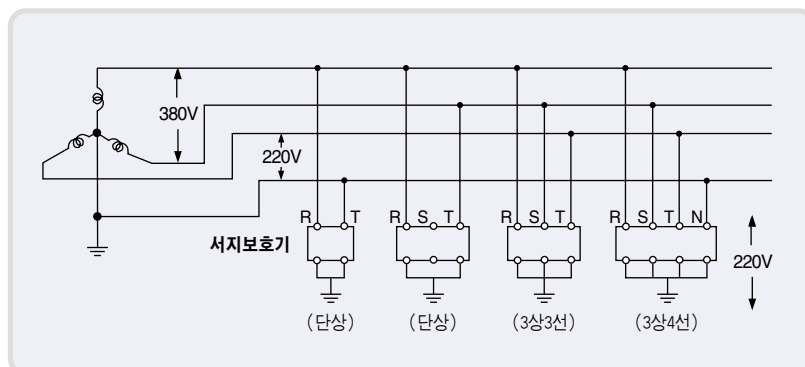 380V
220V
R T R S T R S T R S T N
서지보호기
220V
(단상) (단상) (3상3선) (3상4선)